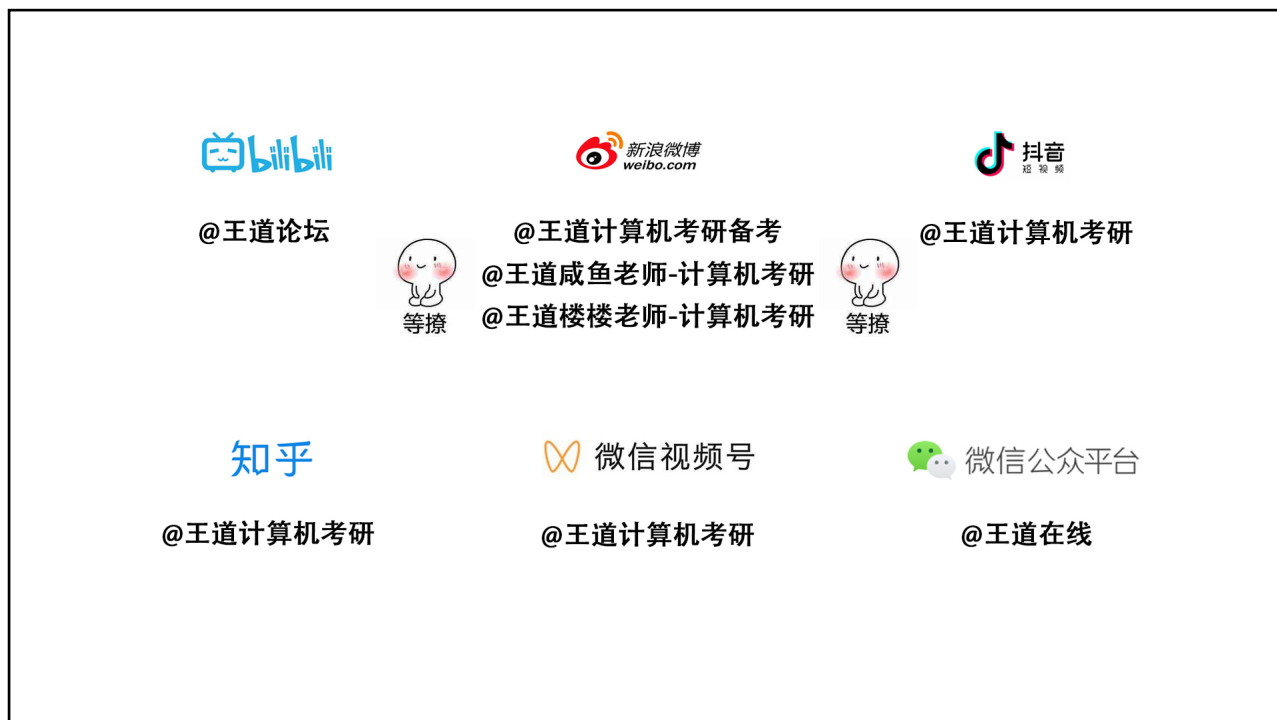 bilibili
新浪微博
weibo.com
抖音
短视频
@王道论坛
@王道计算机考研备考
@王道计算机考研
@王道咸鱼老师-计算机考研
@王道楼楼老师-计算机考研
等撩
等撩
知乎
微信视频号
微信公众平台
@王道计算机考研
@王道计算机考研
@王道在线